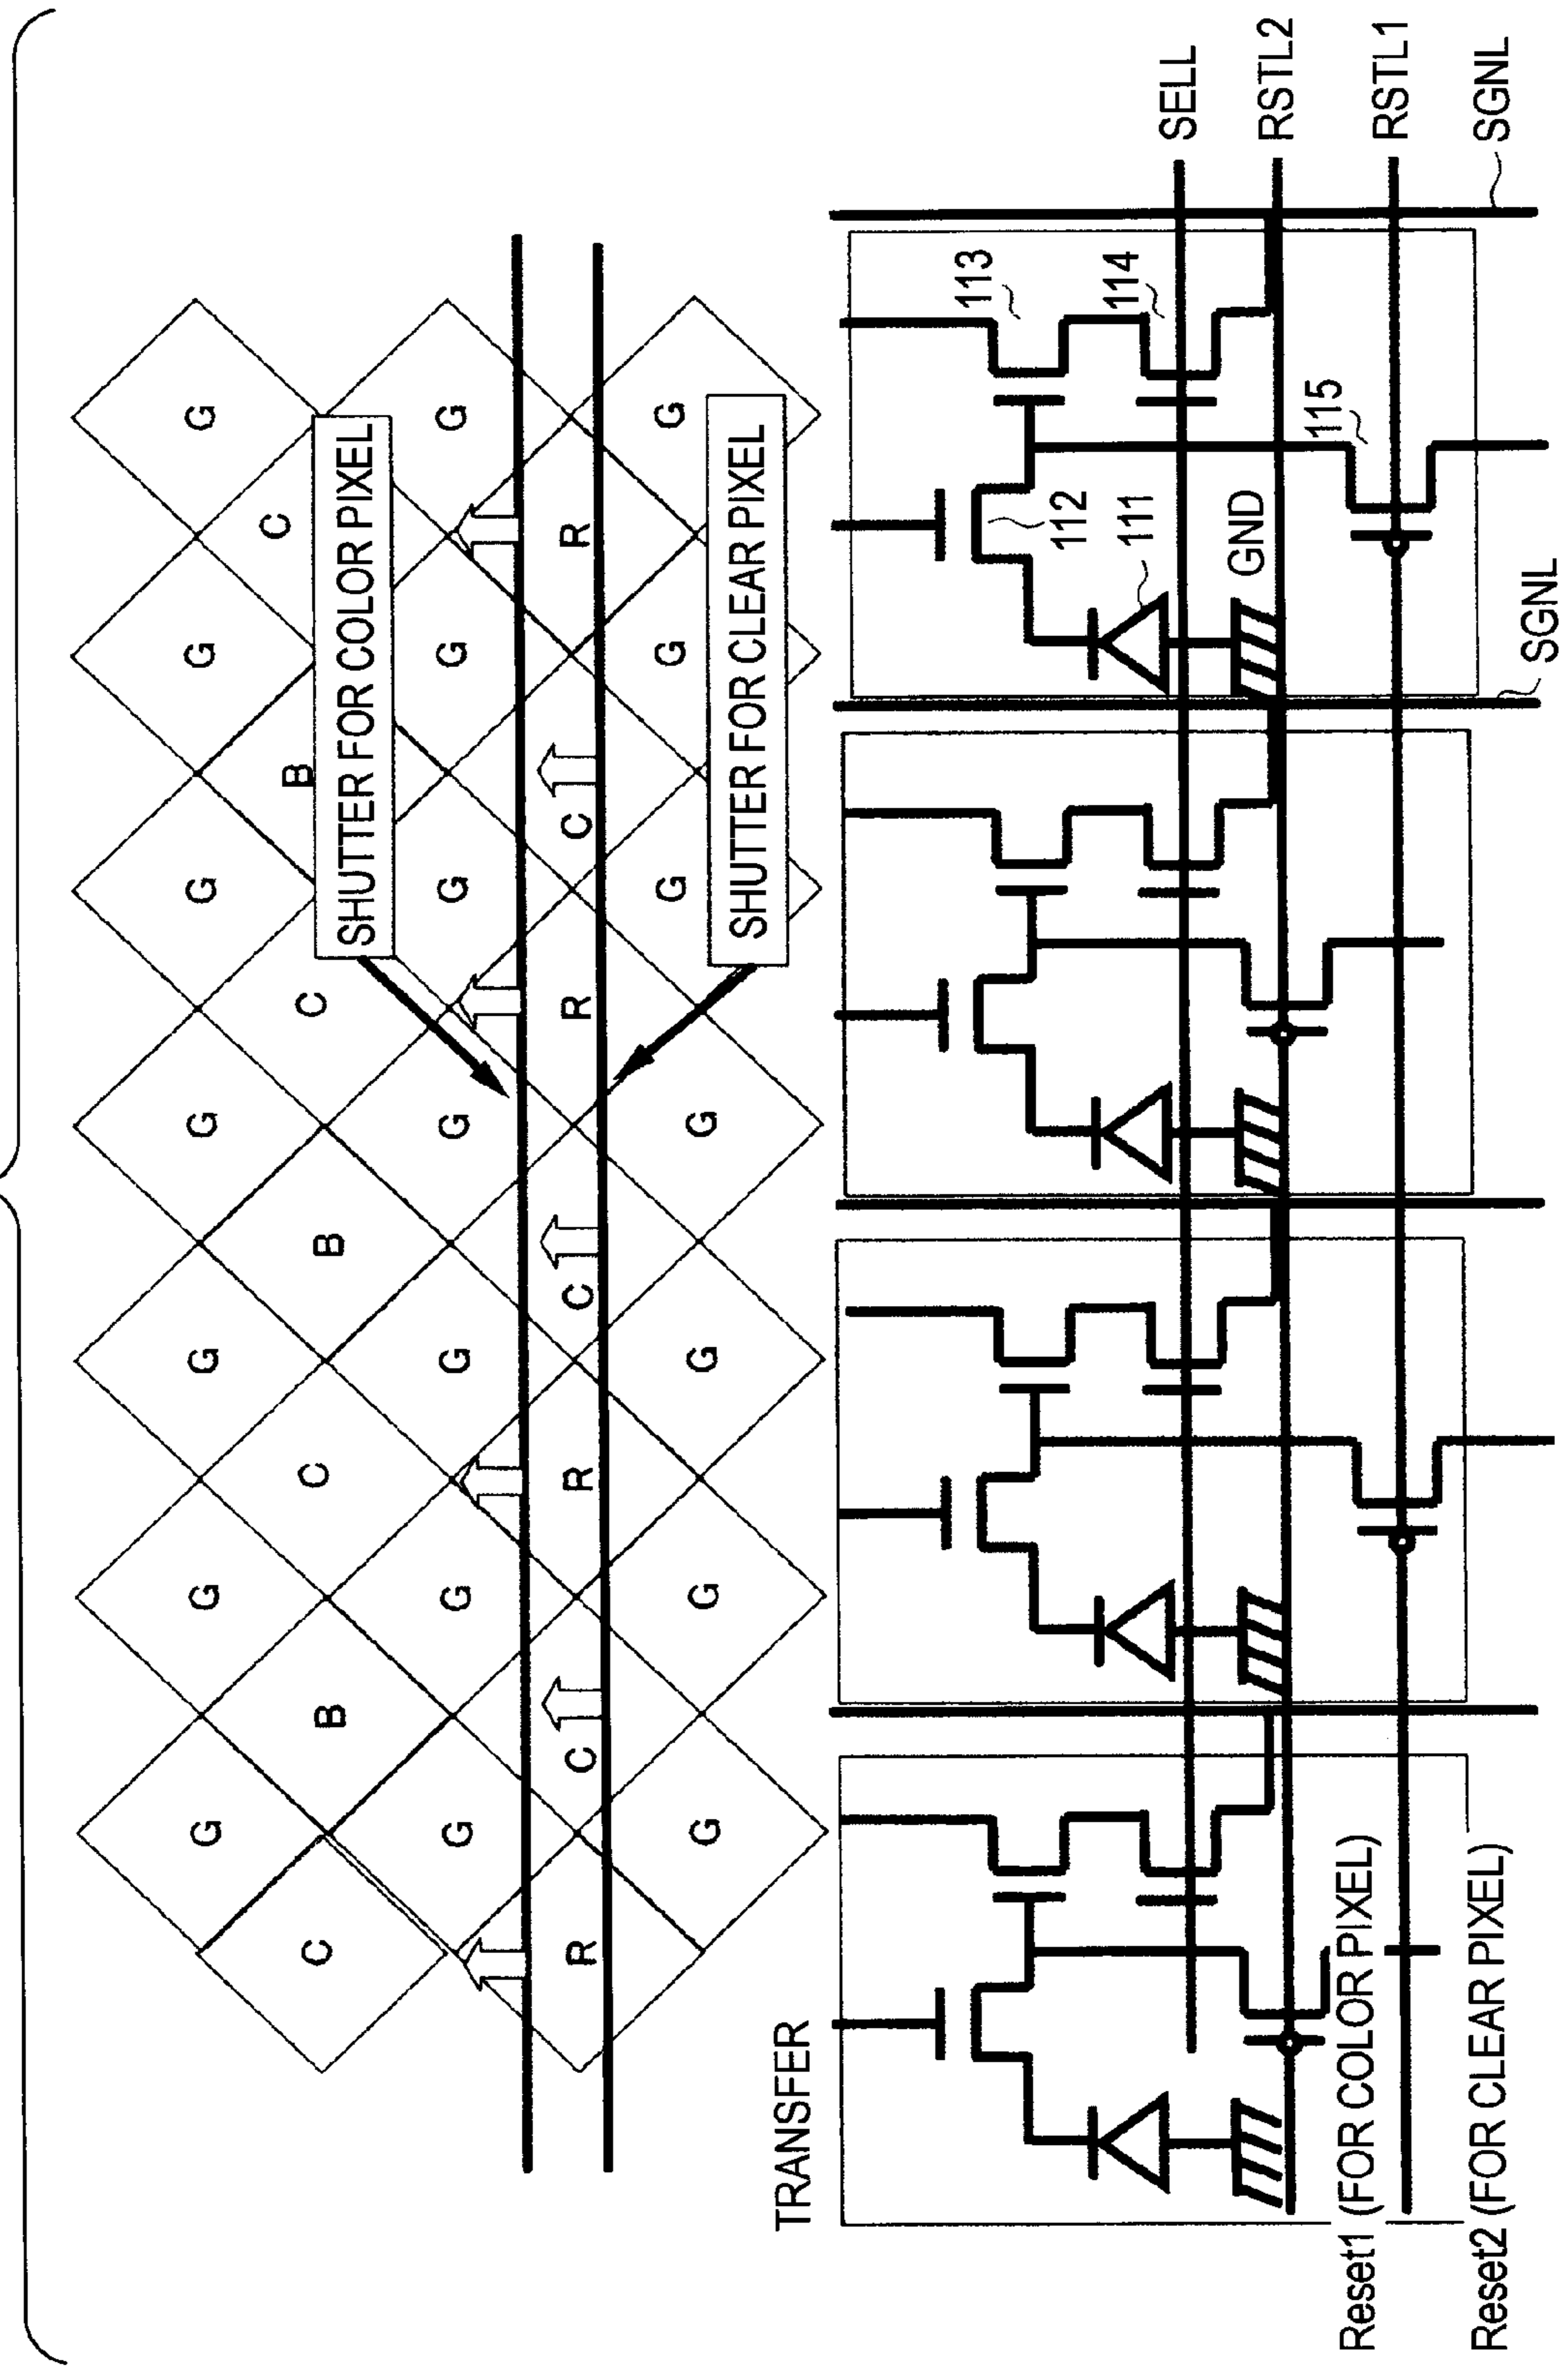 G G G G G G G
C B C B C B C
SHUTTER FOR COLOR PIXEL
G G G G G G G
R C R C R C R
G G G G G G G
SHUTTER FOR CLEAR PIXEL
TRANSFER
113
112
114
111
SELL
GND
RSTL2
115
Reset1 (FOR COLOR PIXEL)
RSTL1
Reset2 (FOR CLEAR PIXEL)
SGNL
SGNL